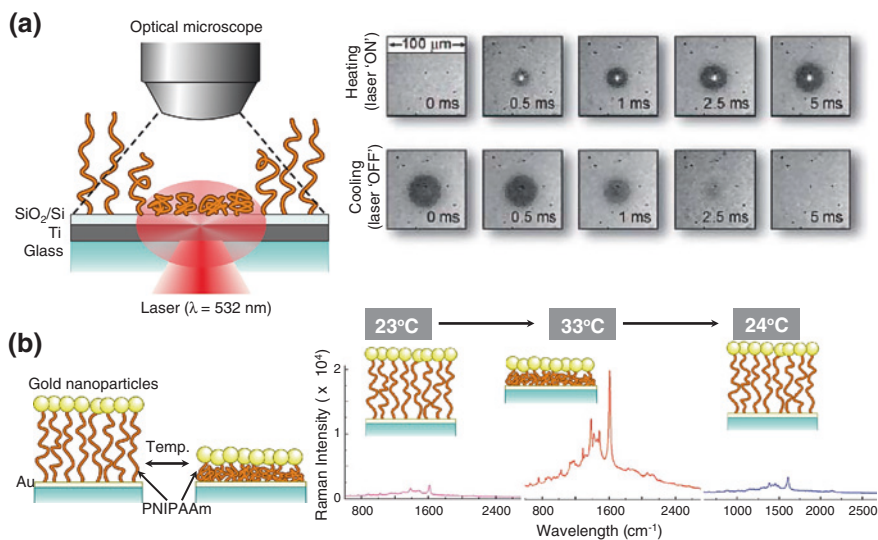 (a)
Optical microscope
SiO₂/Si
Ti
Glass
Laser (λ = 532 nm)
Heating
(laser 'ON')
100 μm
0 ms
0.5 ms
1 ms
2.5 ms
5 ms
Cooling
(laser 'OFF')
0 ms
0.5 ms
1 ms
2.5 ms
5 ms
(b)
Gold nanoparticles
Temp.
Au
PNIPAAm
23°C
33°C
24°C
Raman Intensity ( x 10⁴)
2
1
0
800
1600
2400
800
1600
2400
1000
1500
2000
2500
Wavelength (cm⁻¹)